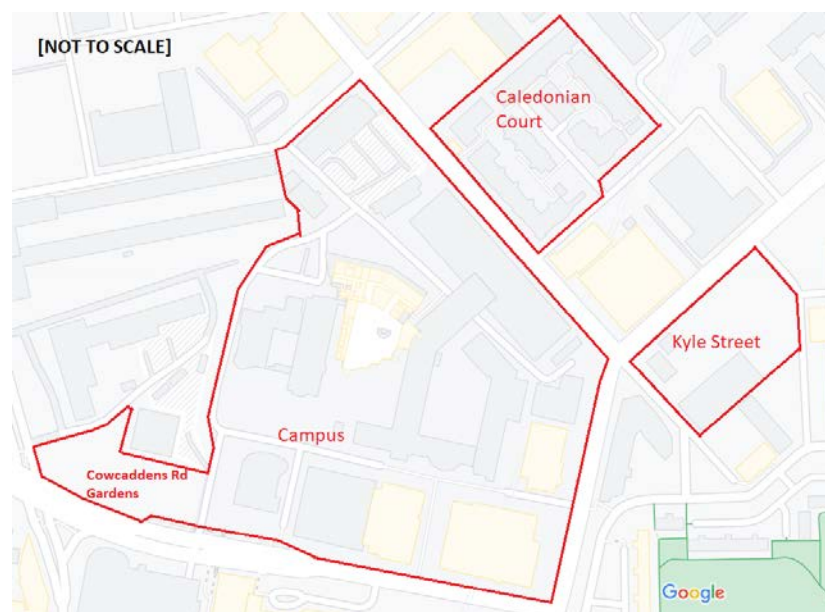 [NOT TO SCALE]
Caledonian
Court
Kyle Street
Campus
Cowcaddens Rd
Gardens
Google